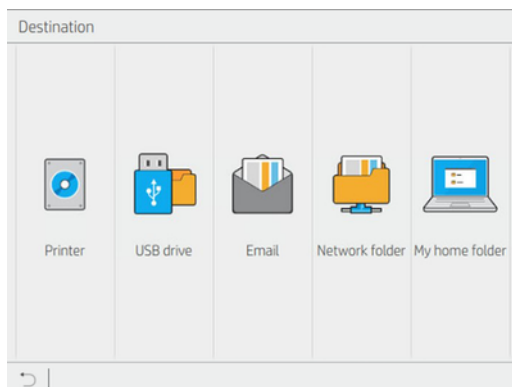 Destination
Printer
USB drive
Email
Network folder
My home folder